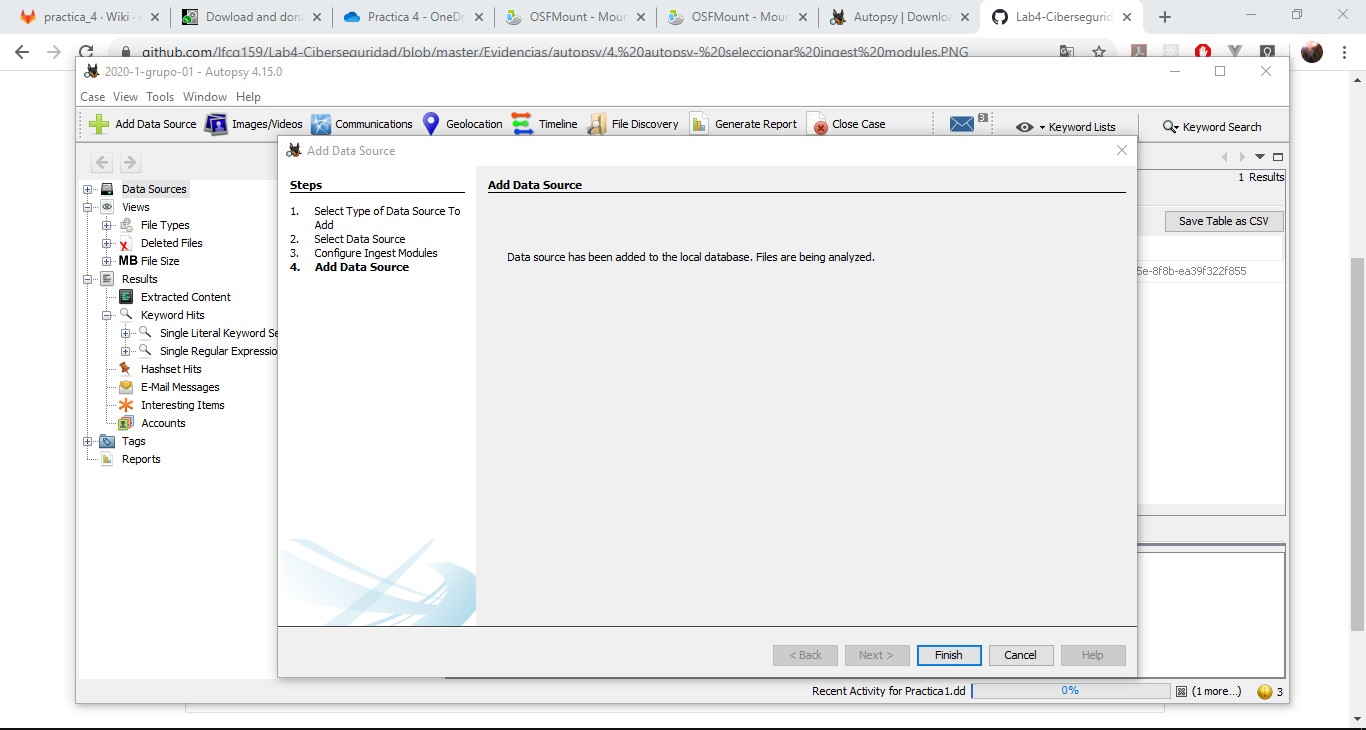 practica_4 · Wiki ·
Dowload and don
Practica 4 - OneDr
OSFMount - Mour
OSFMount - Mour
Autopsy | Downloa
Lab4-Cibersegurid
github.com/lfcg159/Lab4-Ciberseguridad/blob/master/Evidencias/autopsy/4.%20autopsy-%20seleccionar%20ingest%20modules.PNG
2020-1-grupo-01 - Autopsy 4.15.0
Case View Tools Window Help
Add Data Source Images/Videos Communications Geolocation Timeline File Discovery Generate Report Close Case 3 Keyword Lists Keyword Search
Add Data Source
Data Sources
Views
File Types
Deleted Files
MB File Size
Results
Extracted Content
Keyword Hits
Single Literal Keyword Se
Single Regular Expressio
Hashset Hits
E-Mail Messages
Interesting Items
Accounts
Tags
Reports
Steps
1. Select Type of Data Source To
Add
2. Select Data Source
3. Configure Ingest Modules
4. Add Data Source
Add Data Source
Data source has been added to the local database. Files are being analyzed.
1 Results
Save Table as CSV
5e-8f8b-ea39f322f855
< Back Next > Finish Cancel Help
Recent Activity for Practica1.dd 0% (1 more...) 3